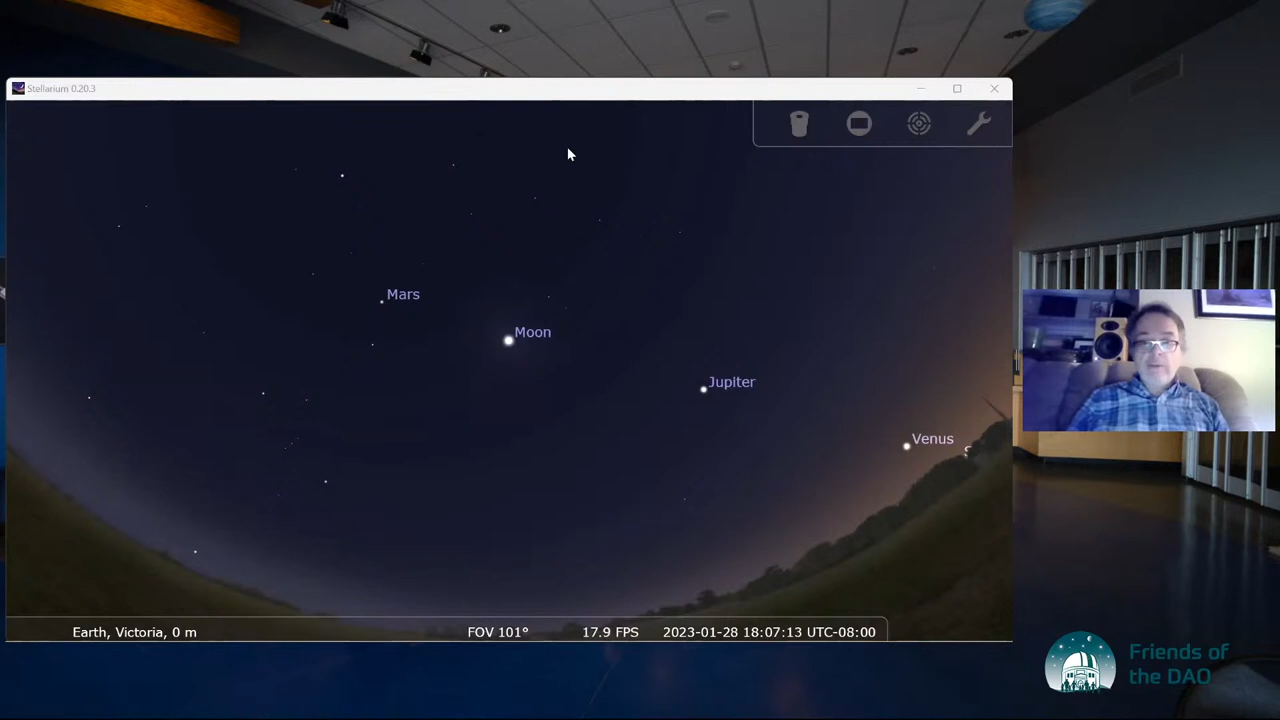 Stellarium 0.20.3
Mars
Moon
Jupiter
Venus
Earth, Victoria, 0 m FOV 101° 17.9 FPS 2023-01-28 18:07:13 UTC-08:00
Friends of
the DAO